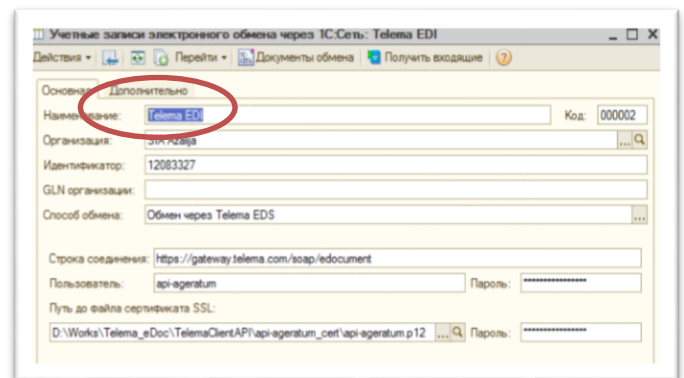 Учетные записи электронного обмена через 1С:Сеть: Telema EDI
Действия Перейти Документы обмена Получить входящие
Основная Дополнительно
Наименование: Telema EDI Код: 000002
Организация: SIA Azalija
Идентификатор: 12083327
GLN организации:
Способ обмена: Обмен через Telema EDS ...
Строка соединения: https://gateway.telema.com/soap/edocument
Пользователь: api-ageratum Пароль: ****************
Путь до файла сертификата SSL:
D:\Works\Telema_eDoc\TelemaClientAPI\api-ageratum_cert\api-ageratum.p12 ... Пароль: ****************